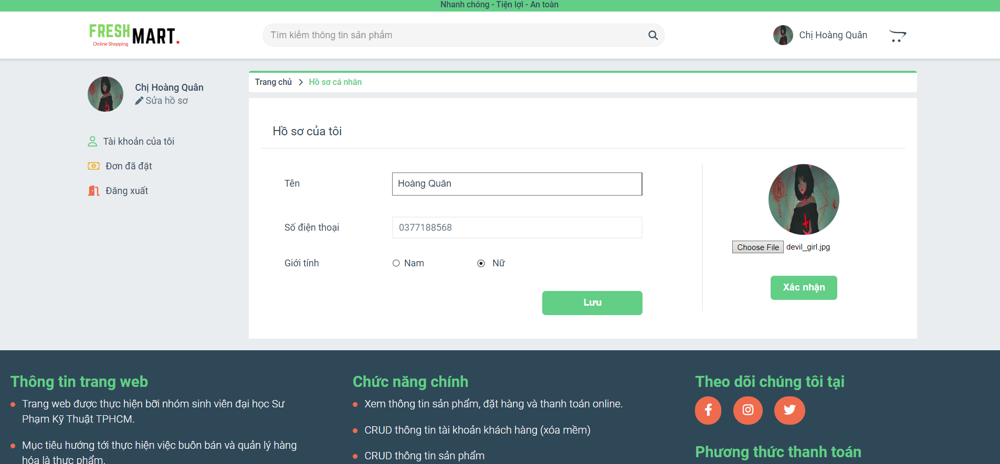 Nhanh chóng - Tiện lợi - An toàn
FRESH MART.
Online Shopping
Tìm kiếm thông tin sản phẩm
Chị Hoàng Quân
Chị Hoàng Quân
Sửa hồ sơ
Tài khoản của tôi
Đơn đã đặt
Đăng xuất
Trang chủ
Hồ sơ cá nhân
Hồ sơ của tôi
Tên
Hoàng Quân
Số điện thoại
0377188568
Giới tính
Nam
Nữ
Lưu
Choose File devil_girl.jpg
Xác nhận
Thông tin trang web
Trang web được thực hiện bỡi nhóm sinh viên đại học Sư
Phạm Kỹ Thuật TPHCM.
Mục tiêu hướng tới thực hiện việc buôn bán và quản lý hàng
hóa là thực phẩm.
Chức năng chính
Xem thông tin sản phẩm, đặt hàng và thanh toán online.
CRUD thông tin tài khoản khách hàng (xóa mềm)
CRUD thông tin sản phẩm
Theo dõi chúng tôi tại
Phương thức thanh toán